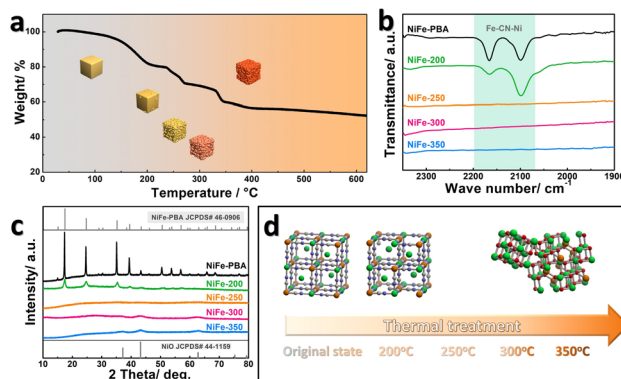 a
Weight/ %
100
80
60
40
20
0 100 200 300 400 500 600
Temperature / °C
b
Transmittance/ a.u.
Fe-CN-Ni
NiFe-PBA
NiFe-200
NiFe-250
NiFe-300
NiFe-350
2300 2200 2100 2000 1900
Wave number/ cm-1
c
Intensity/ a.u.
NiFe-PBA JCPDS# 46-0906
NiFe-PBA
NiFe-200
NiFe-250
NiFe-300
NiFe-350
NiO JCPDS# 44-1159
10 20 30 40 50 60 70 80
2 Theta/ deg.
d
Thermal treatment
Original state 200°C 250°C 300°C 350°C